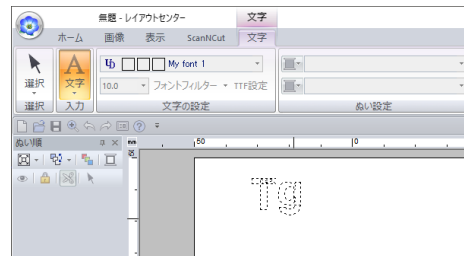 無題 - レイアウトセンター 文字
ホーム 画像 表示 ScanNCut 文字
My font 1
10.0 フォントフィルター TTF設定
選択 文字
選択 入力 文字の設定 ぬい設定
ぬい順
mm 50 0
Tg